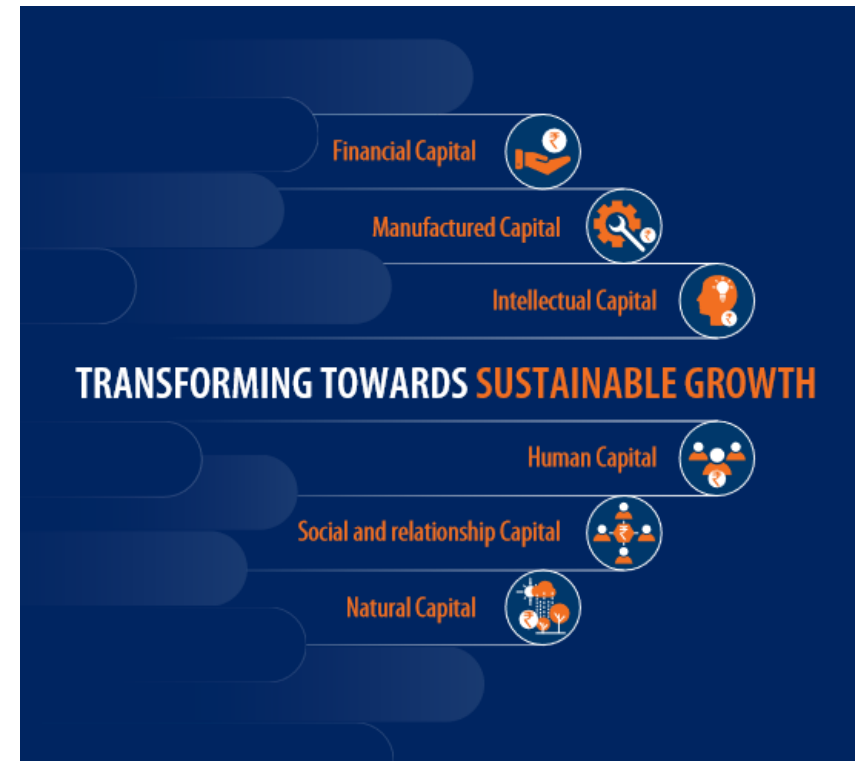 ₹
Financial Capital
Manufactured Capital
₹
Intellectual Capital
₹
TRANSFORMING TOWARDS SUSTAINABLE GROWTH
Human Capital
₹
Social and relationship Capital
₹
Natural Capital
₹